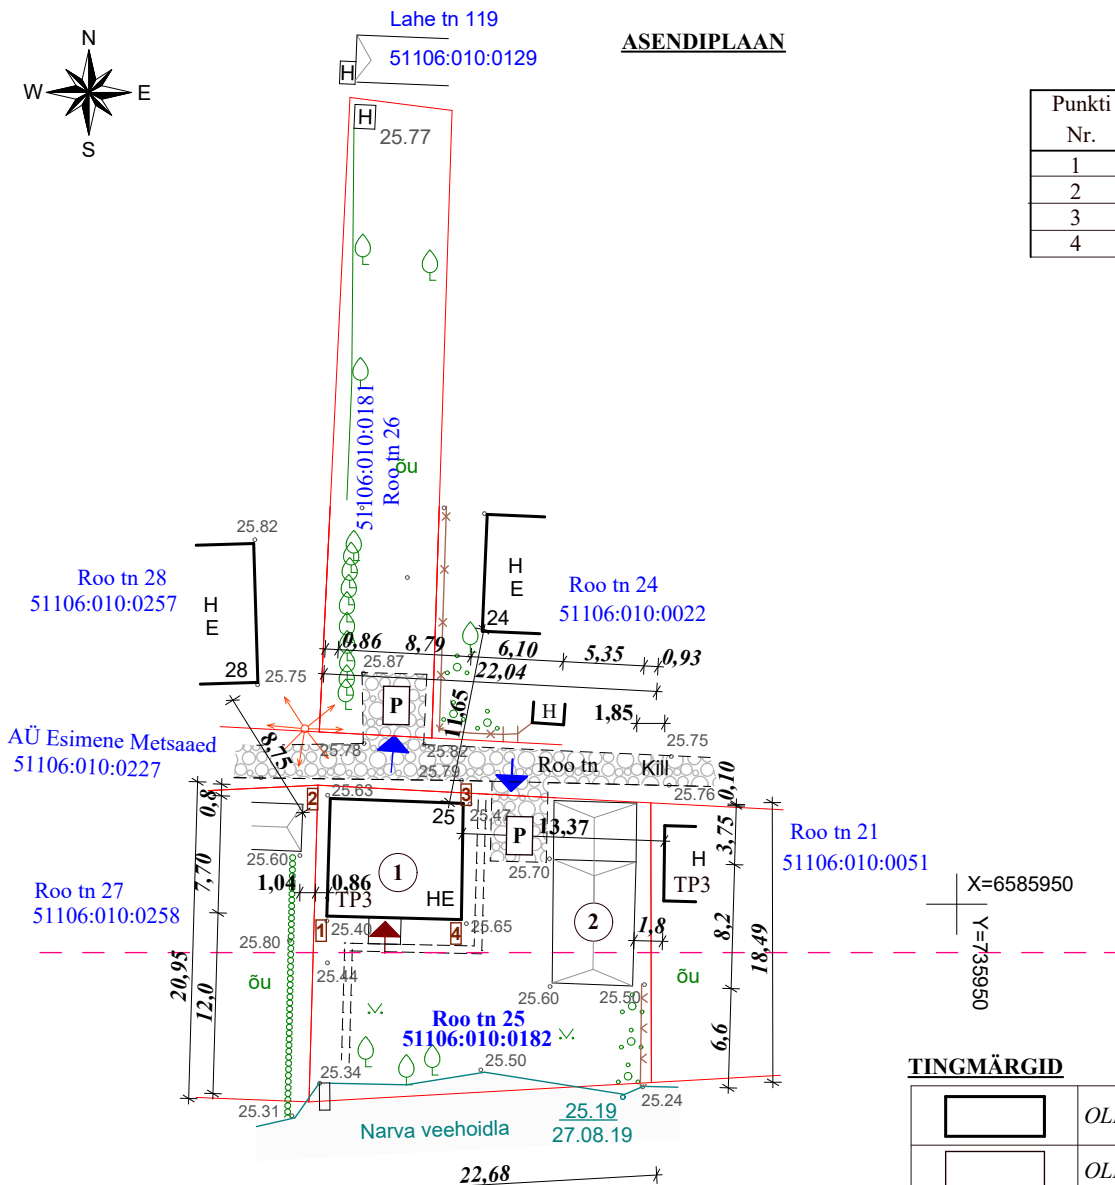 Lahe tn 119
51106:010:0129
ASENDIPLAAN
N
W
E
S
H
H
25.77
Punkti
Nr.
1
2
3
4
51106:010:0181
Roo tn 26
õu
25.82
Roo tn 28
51106:010:0257
H
E
28
25.75
H
E
24
Roo tn 24
51106:010:0022
0,86
8,79
6,10
5,35
0,93
25.87
22,04
P
11,65
H
1,85
AÜ Esimene Metsaaed
51106:010:0227
8,75
25.78
25.82
25.79
Roo tn
Kill
25.75
25.76
0,10
0,8
2
25.63
3
25
25.47
P
13,37
3,75
Roo tn 21
51106:010:0051
25.60
7,70
1,04
0,86
1
TP3
HE
25.70
H
TP3
Roo tn 27
51106:010:0258
X=6585950
Y=735950
1
25.40
4
25.65
2
1,8
8,2
18,49
25.80
25.44
20,95
12,0
õu
õu
25.60
25.50
Roo tn 25
51106:010:0182
6,6
25.50
25.34
25.31
25.24
Narva veehoidla
25.19
27.08.19
22,68
TINGMÄRGID